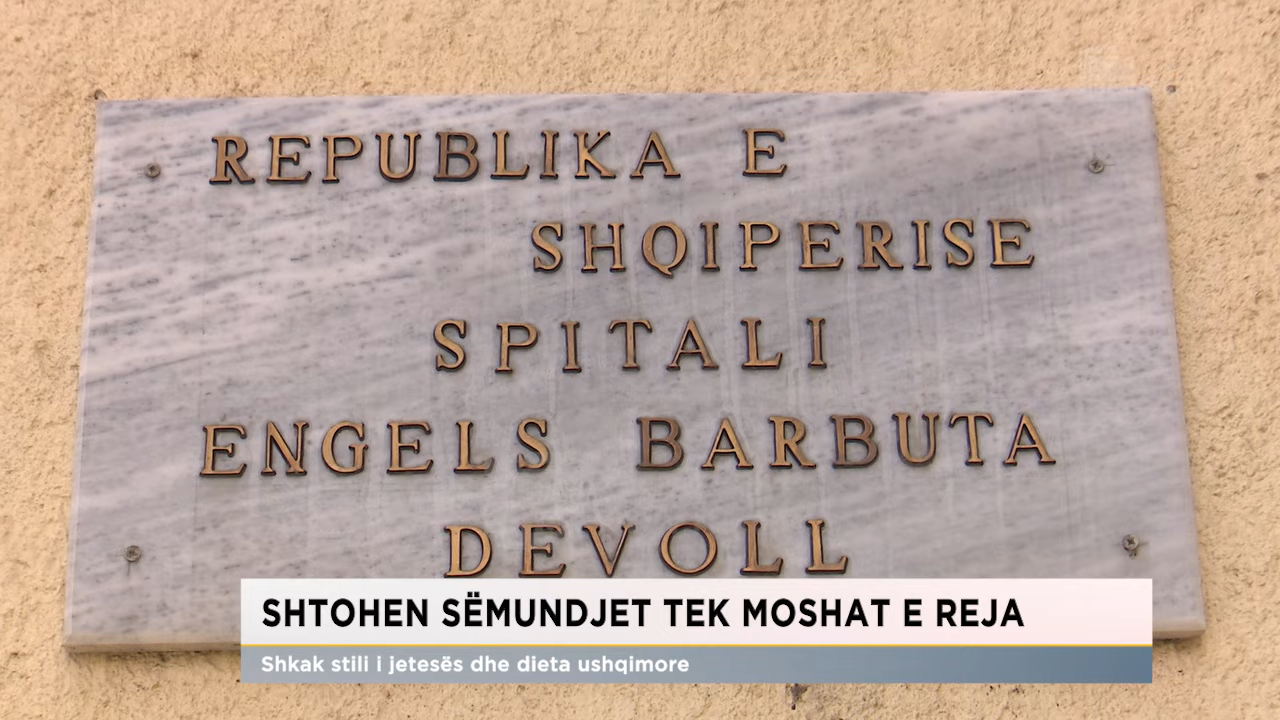 REPUBLIKA E
SHQIPERISE
SPITALI
ENGELS BARBUTA
DEVOLL
SHTOHEN SËMUNDJET TEK MOSHAT E REJA
Shkak stili i jetesës dhe dieta ushqimore